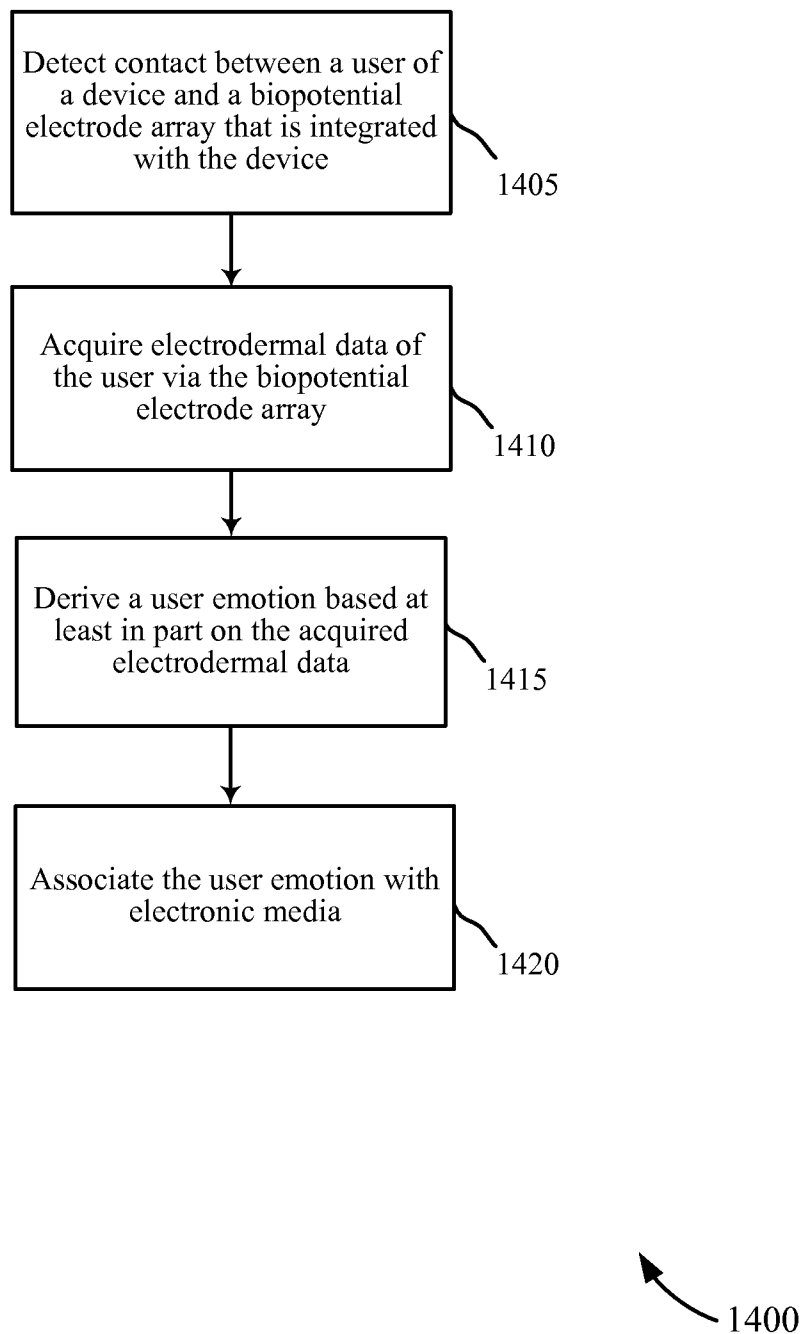 Detect contact between a user of
a device and a biopotential
electrode array that is integrated
with the device
1405
Acquire electrodermal data of
the user via the biopotential
electrode array
1410
Derive a user emotion based at
least in part on the acquired
electrodermal data
1415
Associate the user emotion with
electronic media
1420
1400